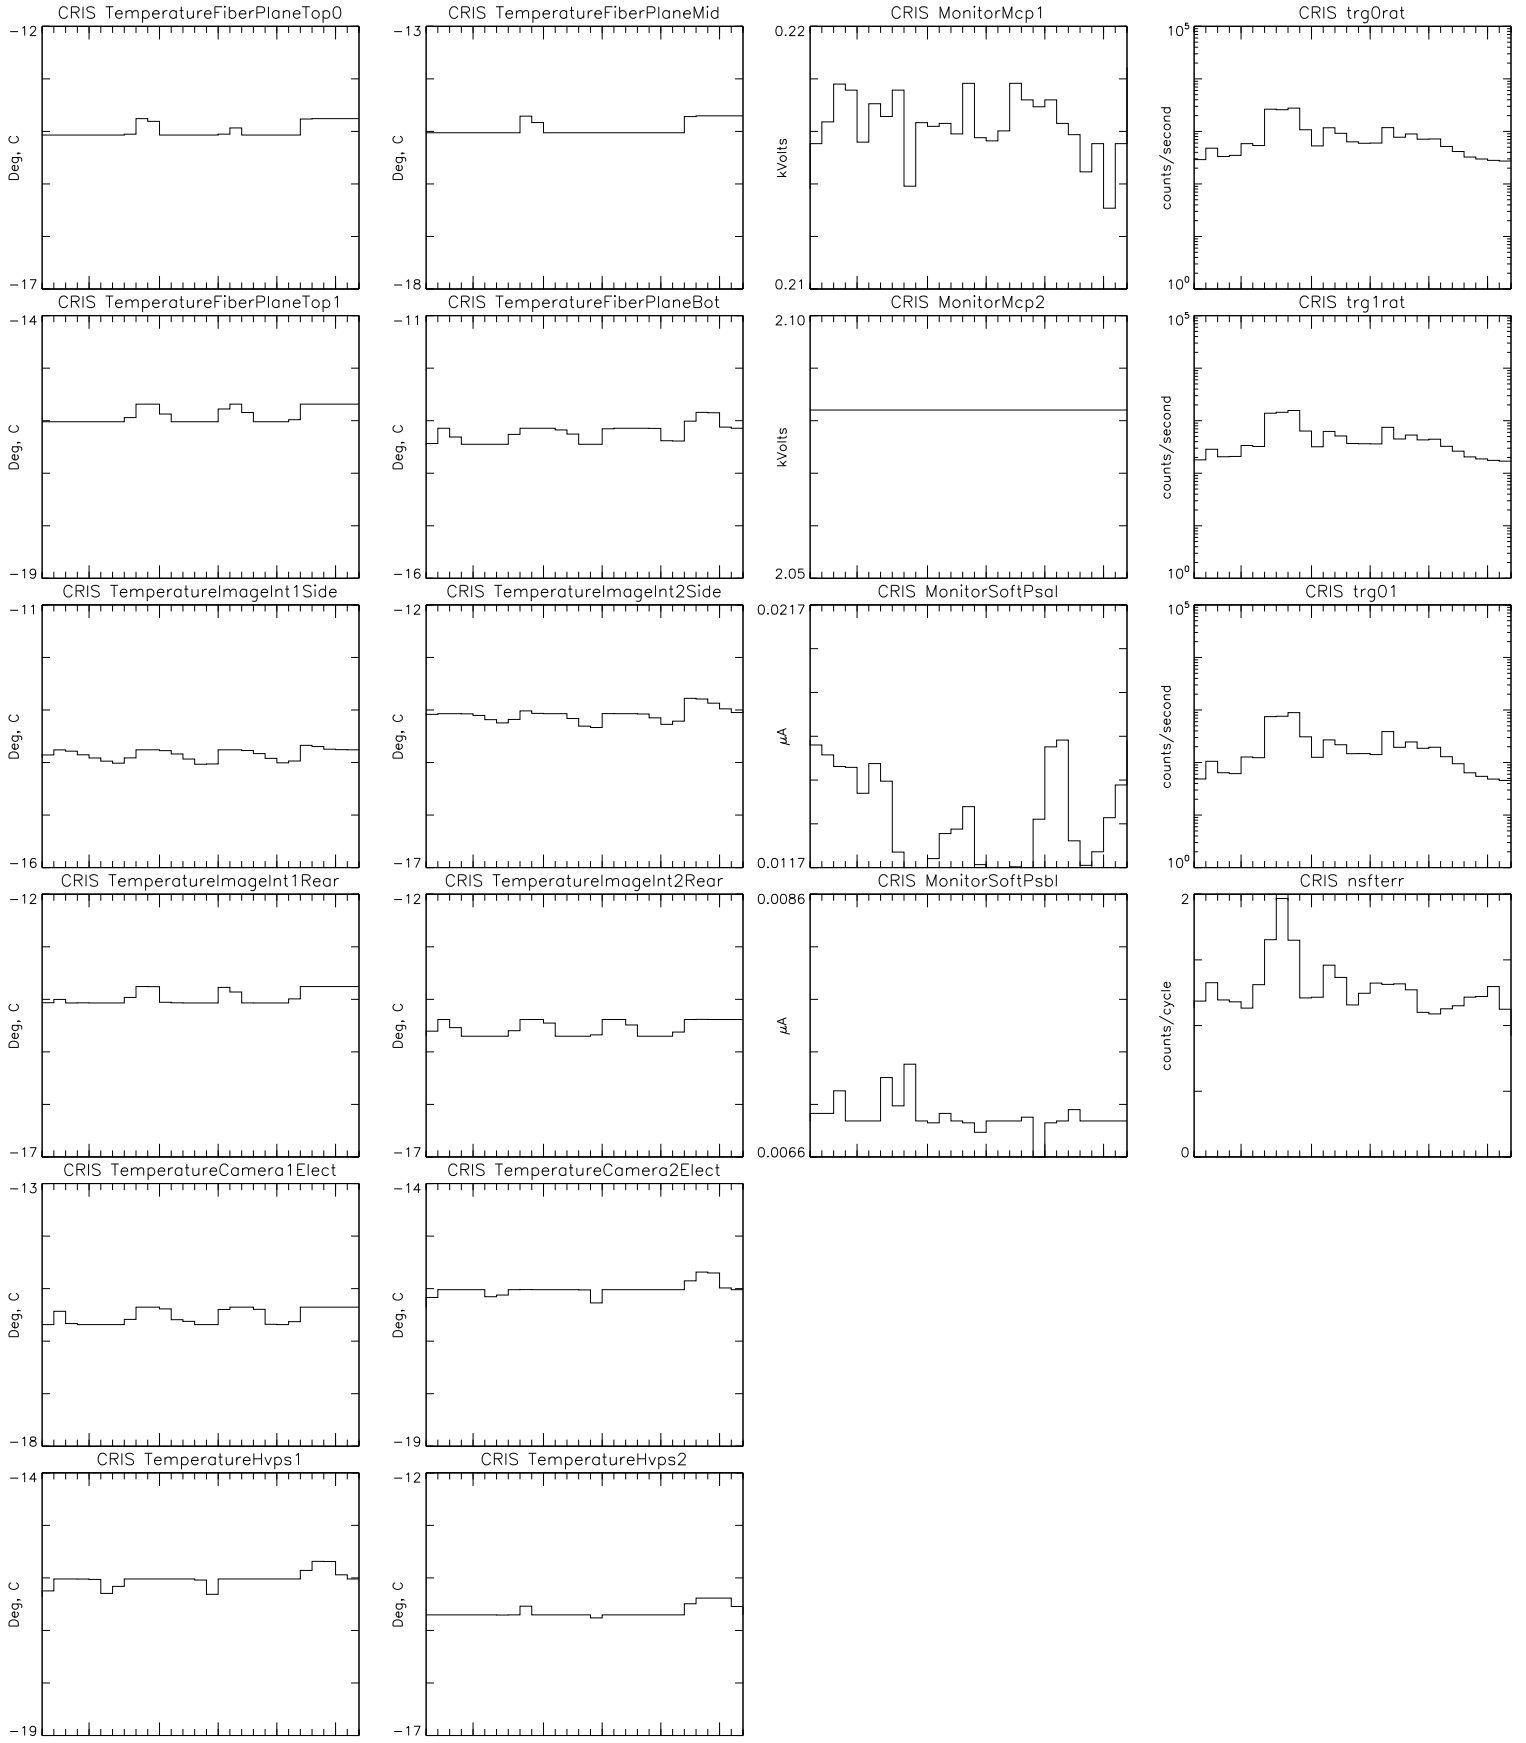 CRIS TemperatureFiberPlaneTop0
-12
Deg, C
-17
CRIS TemperatureFiberPlaneMid
-13
Deg, C
-18
CRIS MonitorMcp1
0.22
kVolts
0.21
CRIS trg0rat
10^5
counts/second
10^0
CRIS TemperatureFiberPlaneTop1
-14
Deg, C
-19
CRIS TemperatureFiberPlaneBot
-11
Deg, C
-16
CRIS MonitorMcp2
2.10
kVolts
2.05
CRIS trg1rat
10^5
counts/second
10^0
CRIS TemperatureImageInt1Side
-11
Deg, C
-16
CRIS TemperatureImageInt2Side
-12
Deg, C
-17
CRIS MonitorSoftPsaI
0.0217
μA
0.0117
CRIS trg01
10^5
counts/second
10^0
CRIS TemperatureImageInt1Rear
-12
Deg, C
-17
CRIS TemperatureImageInt2Rear
-12
Deg, C
-17
CRIS MonitorSoftPsbI
0.0086
μA
0.0066
CRIS nsfterr
2
counts/cycle
0
CRIS TemperatureCamera1Elect
-13
Deg, C
-18
CRIS TemperatureCamera2Elect
-14
Deg, C
-19
CRIS TemperatureHvps1
-14
Deg, C
-19
CRIS TemperatureHvps2
-12
Deg, C
-17